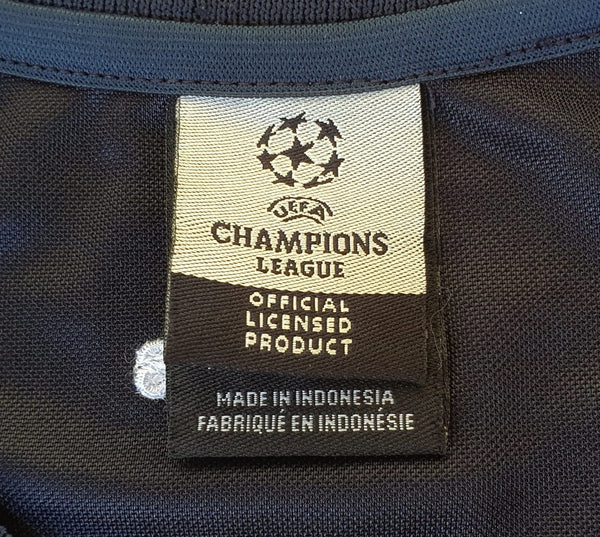 UEFA
CHAMPIONS
LEAGUE
OFFICIAL
LICENSED
PRODUCT
MADE IN INDONESIA
FABRIQUÉ EN INDONÉSIE